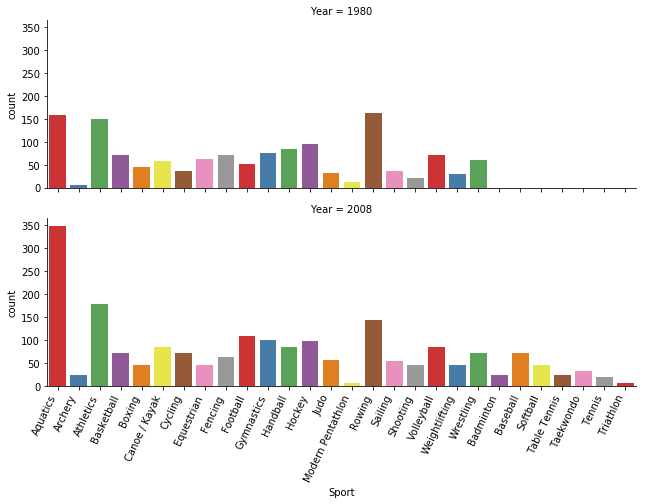 Year = 1980
350
300
250
200
150
100
50
0
count
Year = 2008
350
300
250
200
150
100
50
0
count
Aquatics
Archery
Athletics
Basketball
Boxing
Canoe / Kayak
Cycling
Equestrian
Fencing
Football
Gymnastics
Handball
Hockey
Judo
Modern Pentathlon
Rowing
Sailing
Shooting
Volleyball
Weightlifting
Wrestling
Badminton
Baseball
Softball
Table Tennis
Taekwondo
Tennis
Triathlon
Sport